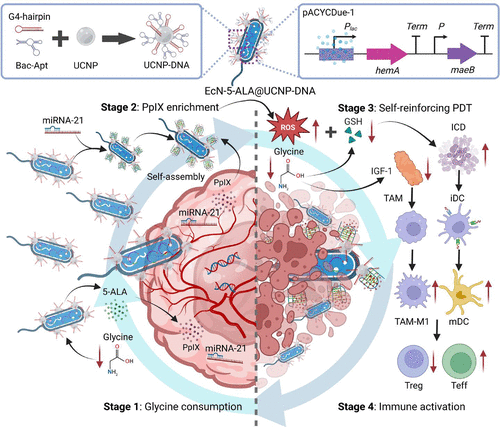 G4-hairpin
Bac-Apt
UCNP
UCNP-DNA
EcN-5-ALA@UCNP-DNA
pACYCDue-1
Plac
Term
P
Term
hemA
maeB
Stage 2: PpIX enrichment
Stage 3: Self-reinforcing PDT
miRNA-21
Self-assembly
PpIX
miRNA-21
5-ALA
Glycine
PpIX
miRNA-21
Stage 1: Glycine consumption
ROS
GSH
Glycine
ICD
IGF-1
TAM
iDC
TAM-M1
mDC
Treg
Teff
Stage 4: Immune activation